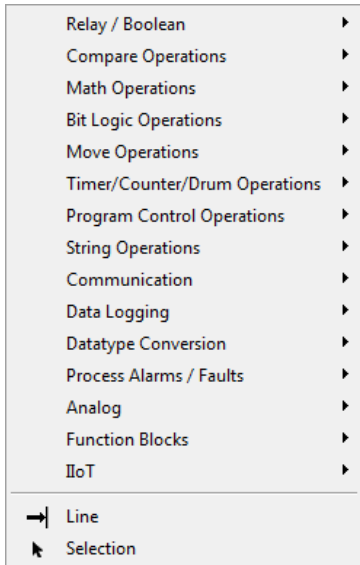 Relay / Boolean
Compare Operations
Math Operations
Bit Logic Operations
Move Operations
Timer/Counter/Drum Operations
Program Control Operations
String Operations
Communication
Data Logging
Datatype Conversion
Process Alarms / Faults
Analog
Function Blocks
IIoT
Line
Selection